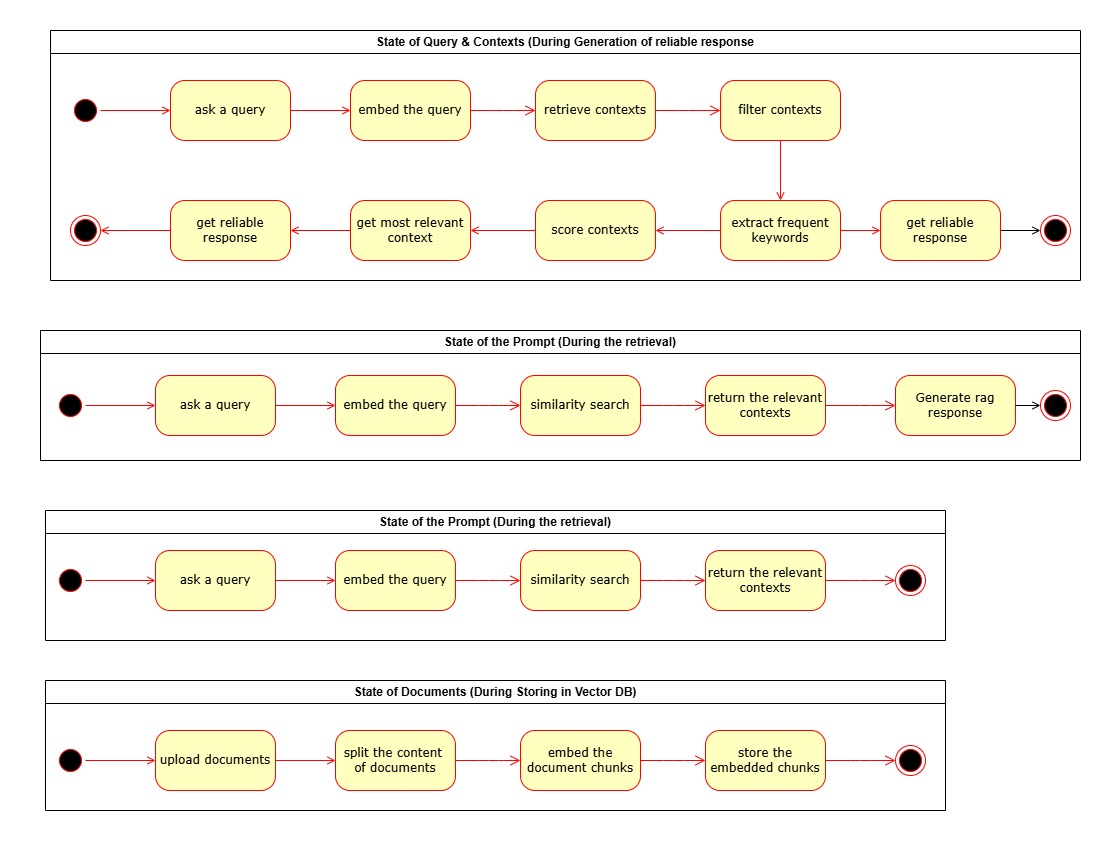 State of Query & Contexts (During Generation of reliable response
ask a query
embed the query
retrieve contexts
filter contexts
get reliable
response
get most relevant
context
score contexts
extract frequent
keywords
get reliable
response
State of the Prompt (During the retrieval)
ask a query
embed the query
similarity search
return the relevant
contexts
Generate rag
response
State of the Prompt (During the retrieval)
ask a query
embed the query
similarity search
return the relevant
contexts
State of Documents (During Storing in Vector DB)
upload documents
split the content
of documents
embed the
document chunks
store the
embedded chunks